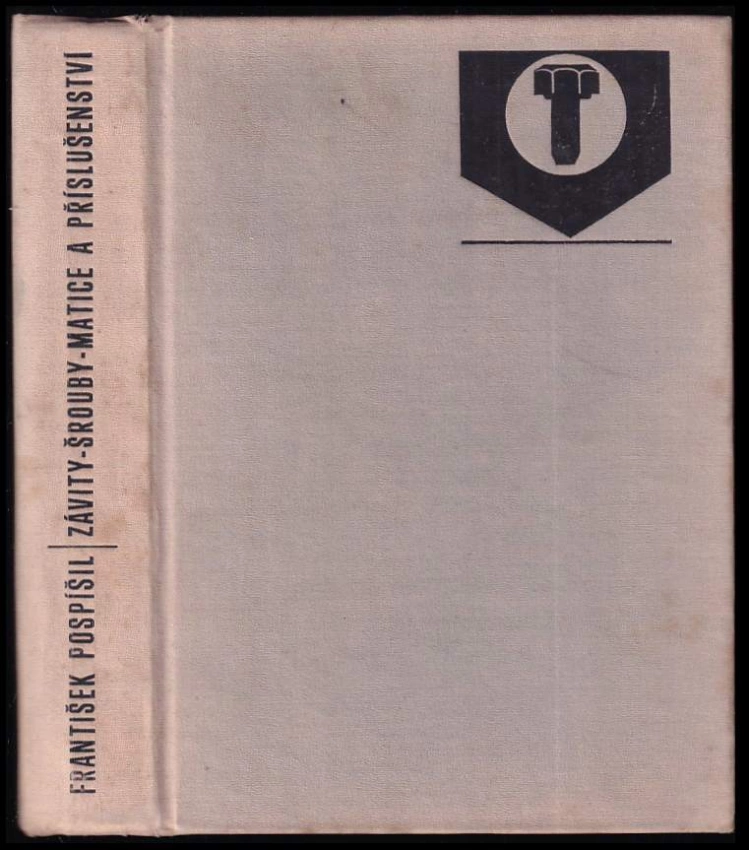 FRANTIŠEK POSPÍŠIL
ZÁVITY-ŠROUBY-MATICE A PŘÍSLUŠENSTVÍ